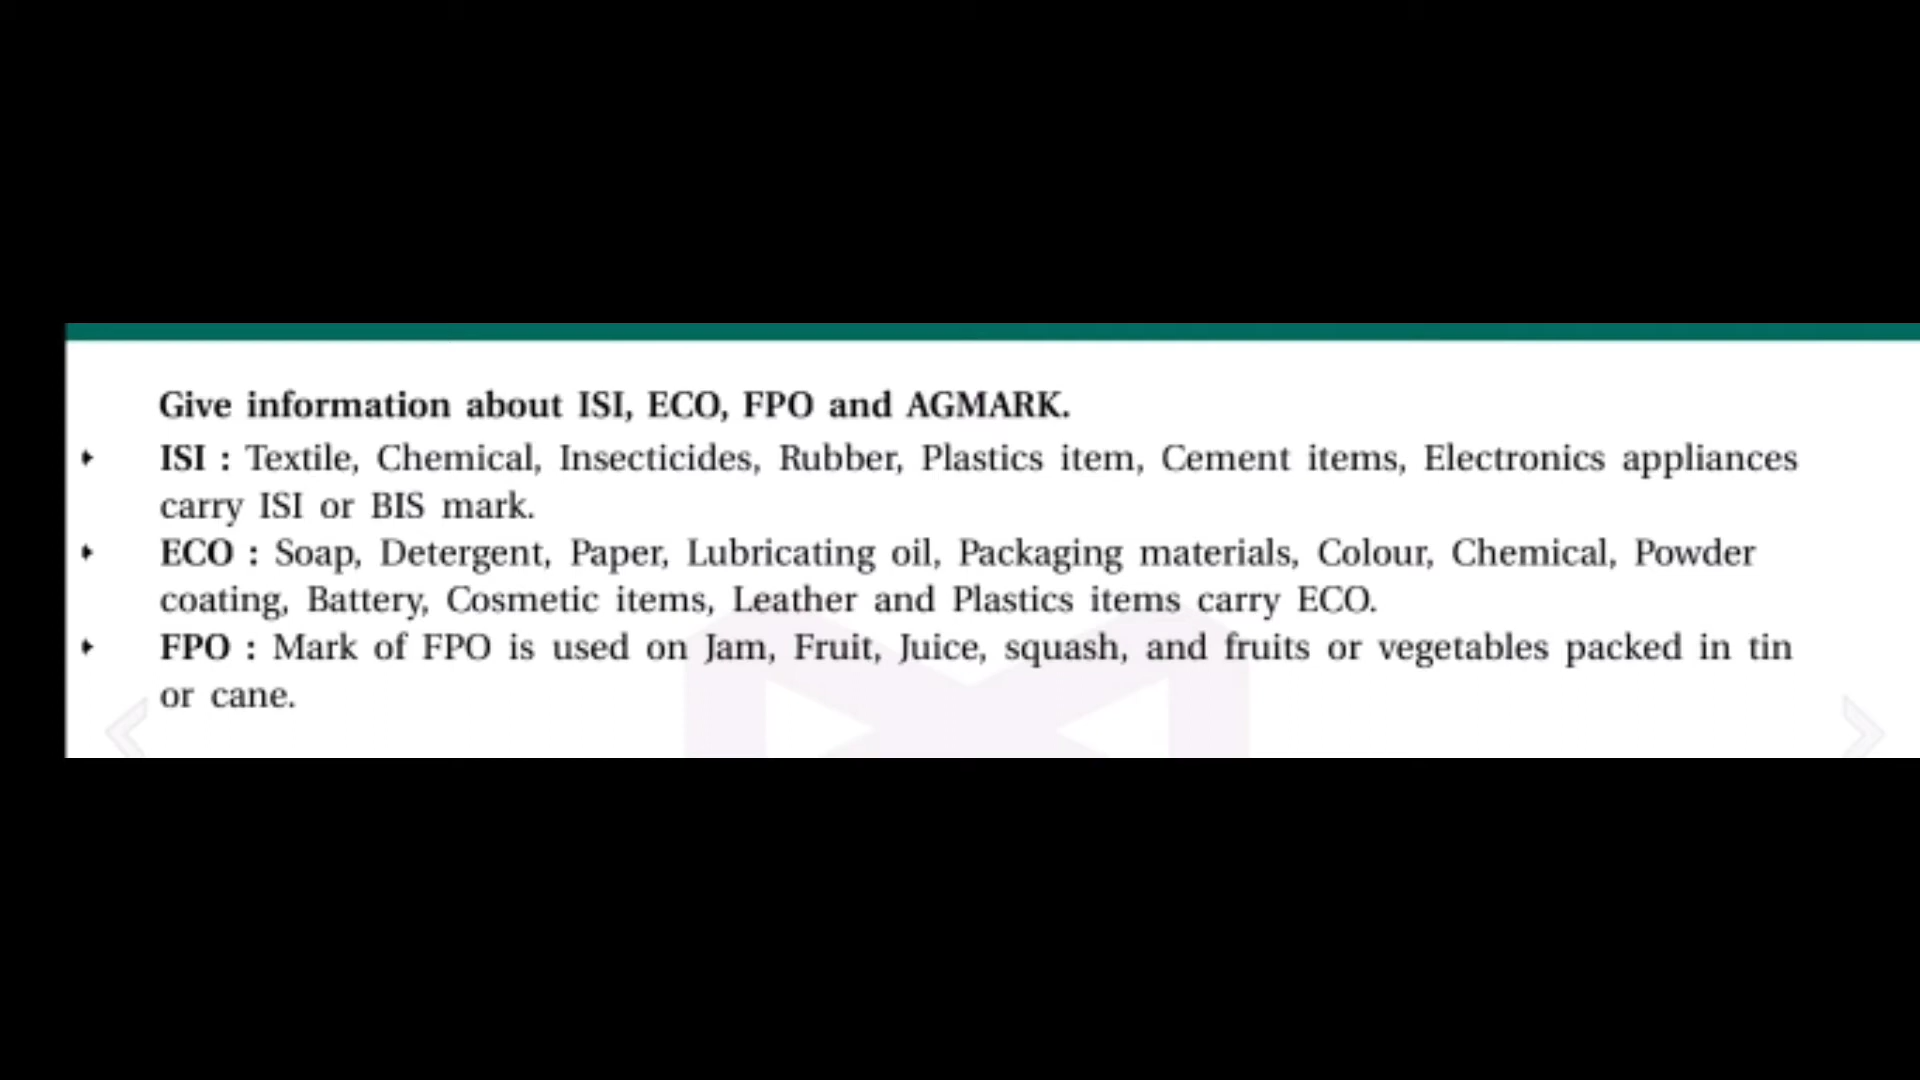 Give information about ISI, ECO, FPO and AGMARK.
ISI : Textile, Chemical, Insecticides, Rubber, Plastics item, Cement items, Electronics appliances
carry ISI or BIS mark.
ECO : Soap, Detergent, Paper, Lubricating oil, Packaging materials, Colour, Chemical, Powder
coating, Battery, Cosmetic items, Leather and Plastics items carry ECO.
FPO : Mark of FPO is used on Jam, Fruit, Juice, squash, and fruits or vegetables packed in tin
or cane.